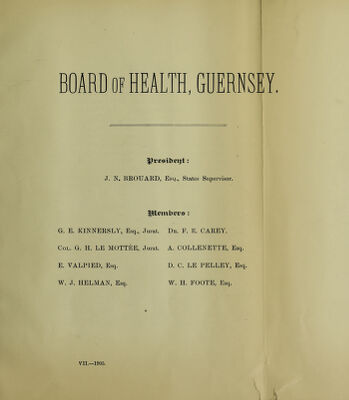 BOARD OF HEALTH, GUERNSEY.
President:
J. N. BROUARD, Esq., States Supervisor.
Members:
G. E. KINNERSLY, Esq., Jurat. DR. F. E. CAREY.
COL. G. H. LE MOTTÉE, Jurat. A. COLLENETTE, Esq.
E. VALPIED, Esq. D. C. LE PELLEY, Esq.
W. J. HELMAN, Esq. W. H. FOOTE, Esq.
VII.—1905.